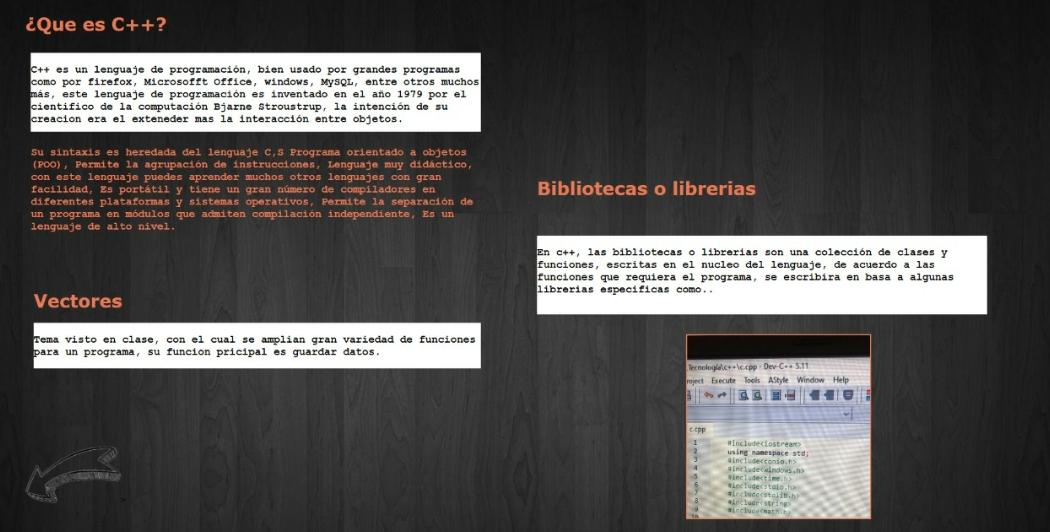 ¿Que es C++?
C++ es un lenguaje de programación, bien usado por grandes programas
como por firefox, Microsofft Office, windows, MySQL, entre otros muchos
más, este lenguaje de programación es inventado en el año 1979 por el
cientifico de la computación Bjarne Stroustrup, la intención de su
creacion era el exteneder mas la interacción entre objetos.
Su sintaxis es heredada del lenguaje C,S Programa orientado a objetos
(POO), Permite la agrupación de instrucciones, Lenguaje muy didáctico,
con este lenguaje puedes aprender muchos otros lenguajes con gran
facilidad, Es portátil y tiene un gran número de compiladores en
diferentes plataformas y sistemas operativos, Permite la separación de
un programa en módulos que admiten compilación independiente, Es un
lenguaje de alto nivel.
Vectores
Tema visto en clase, con el cual se amplian gran variedad de funciones
para un programa, su funcion pricipal es guardar datos.
Bibliotecas o librerias
En c++, las bibliotecas o librerias son una colección de clases y
funciones, escritas en el nucleo del lenguaje, de acuerdo a las
funciones que requiera el programa, se escribira en basa a algunas
librerias especificas como..
Tecnología\c++\c.cpp - Dev-C++ 5.11
roject Execute Tools AStyle Window Help
c.cpp
1 #include<iostream>
2 using namespace std;
3 #include<conio.h>
4 #include<windows.h>
5 #include<time.h>
6 #include<stdio.h>
7 #include<stdlib.h>
8 #include<string>
9 #include<math.h>
10